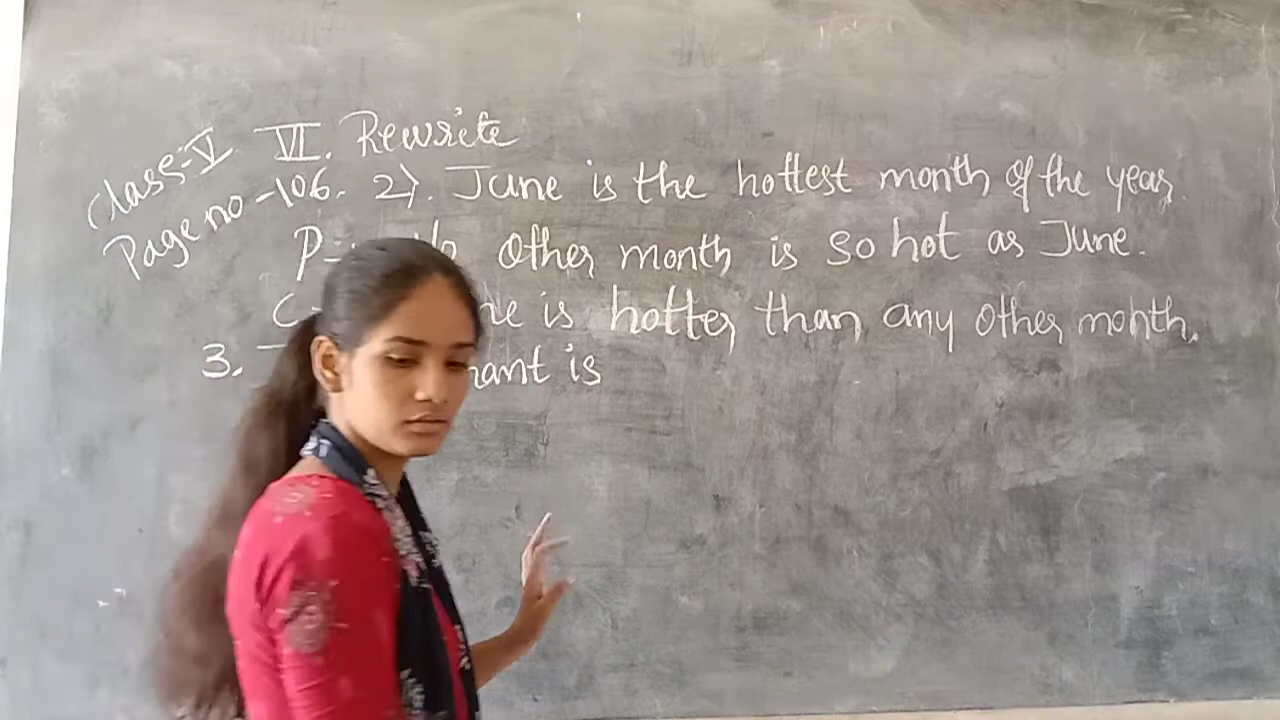 Class:-V. VI. Rewrite
Page no-106. 2). June is the hottest month of the year.
P- other month is so hot as June.
C- is hotter than any other month.
3. is